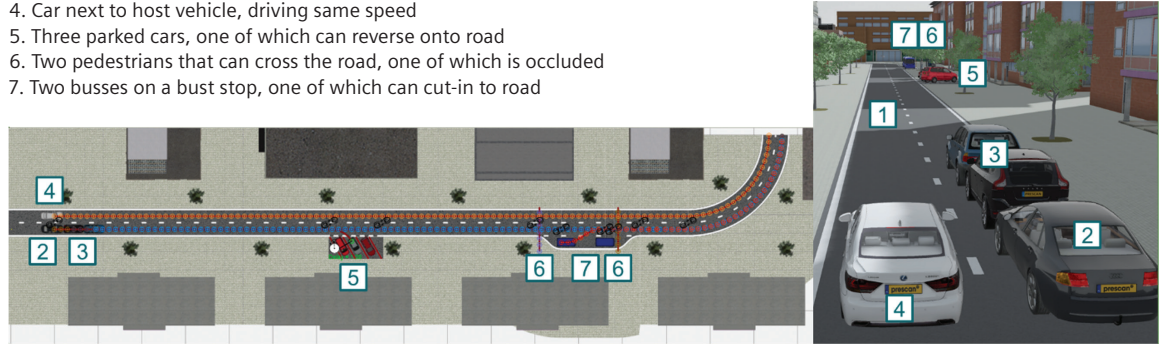 4. Car next to host vehicle, driving same speed
5. Three parked cars, one of which can reverse onto road
6. Two pedestrians that can cross the road, one of which is occluded
7. Two busses on a bust stop, one of which can cut-in to road
4
2 3
5
6 7 6
7 6
5
1
3
2
prescan
prescan
prescan
4